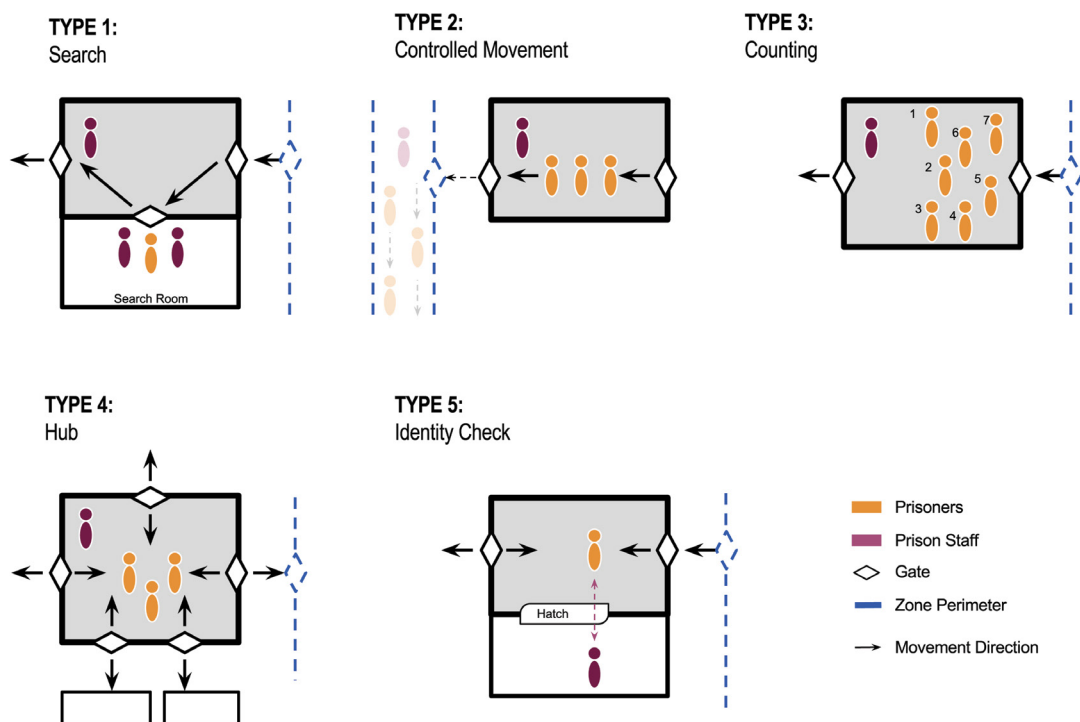 TYPE 1:
Search
TYPE 2:
Controlled Movement
TYPE 3:
Counting
Search Room
1
6
7
2
5
3
4
TYPE 4:
Hub
TYPE 5:
Identity Check
Hatch
Prisoners
Prison Staff
Gate
Zone Perimeter
Movement Direction